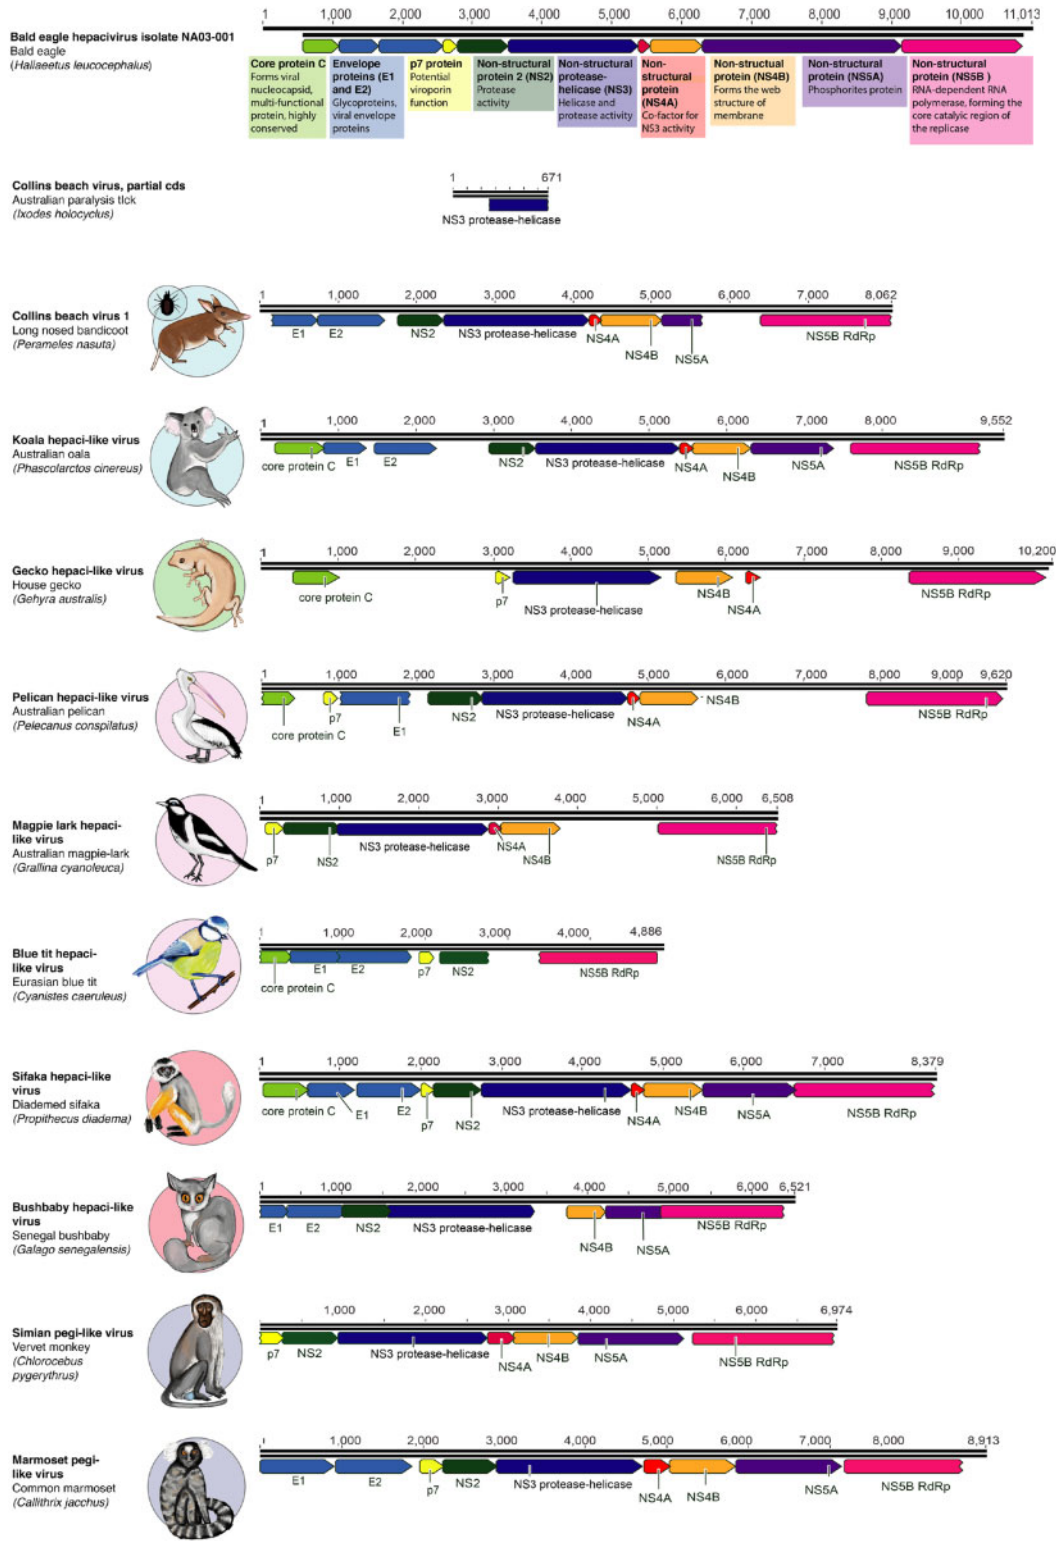 1 1,000 2,000 3,000 4,000 5,000 6,000 7,000 8,000 9,000 10,000 11,013
Bald eagle hepacivirus isolate NA03-001
Bald eagle
(Haliaeetus leucocephalus)
Core protein C
Forms viral
nucleocapsid,
multi-functional
protein, highly
conserved
Envelope
proteins (E1
and E2)
Glycoproteins,
viral envelope
proteins
p7 protein
Potential
viroporin
function
Non-structural
protein 2 (NS2)
Protease
activity
Non-structural
protease-
helicase (NS3)
Helicase and
protease activity
Non-
structural
protein
(NS4A)
Co-factor for
NS3 activity
Non-structual
protein (NS4B)
Forms the web
structure of
membrane
Non-structural
protein (NS5A)
Phosphorites protein
Non-structural
protein (NS5B )
RNA-dependent RNA
polymerase, forming the
core catalyic region of
the replicase
Collins beach virus, partial cds
Australian paralysis tick
(Ixodes holocyclus)
1 671
NS3 protease-helicase
1 1,000 2,000 3,000 4,000 5,000 6,000 7,000 8,062
Collins beach virus 1
Long nosed bandicoot
(Perameles nasuta)
E1 E2 NS2 NS3 protease-helicase NS4A NS4B NS5A NS5B RdRp
1 1,000 2,000 3,000 4,000 5,000 6,000 7,000 8,000 9,552
Koala hepaci-like virus
Australian oala
(Phascolarctos cinereus)
core protein C E1 E2 NS2 NS3 protease-helicase NS4A NS4B NS5A NS5B RdRp
1 1,000 2,000 3,000 4,000 5,000 6,000 7,000 8,000 9,000 10,200
Gecko hepaci-like virus
House gecko
(Gehyra australis)
core protein C p7 NS3 protease-helicase NS4B NS4A NS5B RdRp
1 1,000 2,000 3,000 4,000 5,000 6,000 7,000 8,000 9,000 9,620
Pelican hepaci-like virus
Australian pelican
(Pelecanus conspilatus)
core protein C p7 E1 NS2 NS3 protease-helicase NS4A NS4B NS5B RdRp
1 1,000 2,000 3,000 4,000 5,000 6,000 6,508
Magpie lark hepaci-
like virus
Australian magpie-lark
(Grallina cyanoleuca)
p7 NS2 NS3 protease-helicase NS4A NS4B NS5B RdRp
1 1,000 2,000 3,000 4,000 4,886
Blue tit hepaci-
like virus
Eurasian blue tit
(Cyanistes caeruleus)
core protein C E1 E2 p7 NS2 NS5B RdRp
1 1,000 2,000 3,000 4,000 5,000 6,000 7,000 8,379
Sifaka hepaci-like
virus
Diademed sifaka
(Propithecus diadema)
core protein C E1 E2 p7 NS2 NS3 protease-helicase NS4A NS4B NS5A NS5B RdRp
1 1,000 2,000 3,000 4,000 5,000 6,000 6,521
Bushbaby hepaci-like
virus
Senegal bushbaby
(Galago senegalensis)
E1 E2 NS2 NS3 protease-helicase NS4B NS5A NS5B RdRp
1,000 2,000 3,000 4,000 5,000 6,000 6,974
Simian pegi-like virus
Vervet monkey
(Chlorocebus
pygerythrus)
p7 NS2 NS3 protease-helicase NS4A NS4B NS5A NS5B RdRp
1 1,000 2,000 3,000 4,000 5,000 6,000 7,000 8,913
Marmoset pegi-
like virus
Common marmoset
(Callithrix jacchus)
E1 E2 p7 NS2 NS3 protease-helicase NS4A NS4B NS5A NS5B RdRp